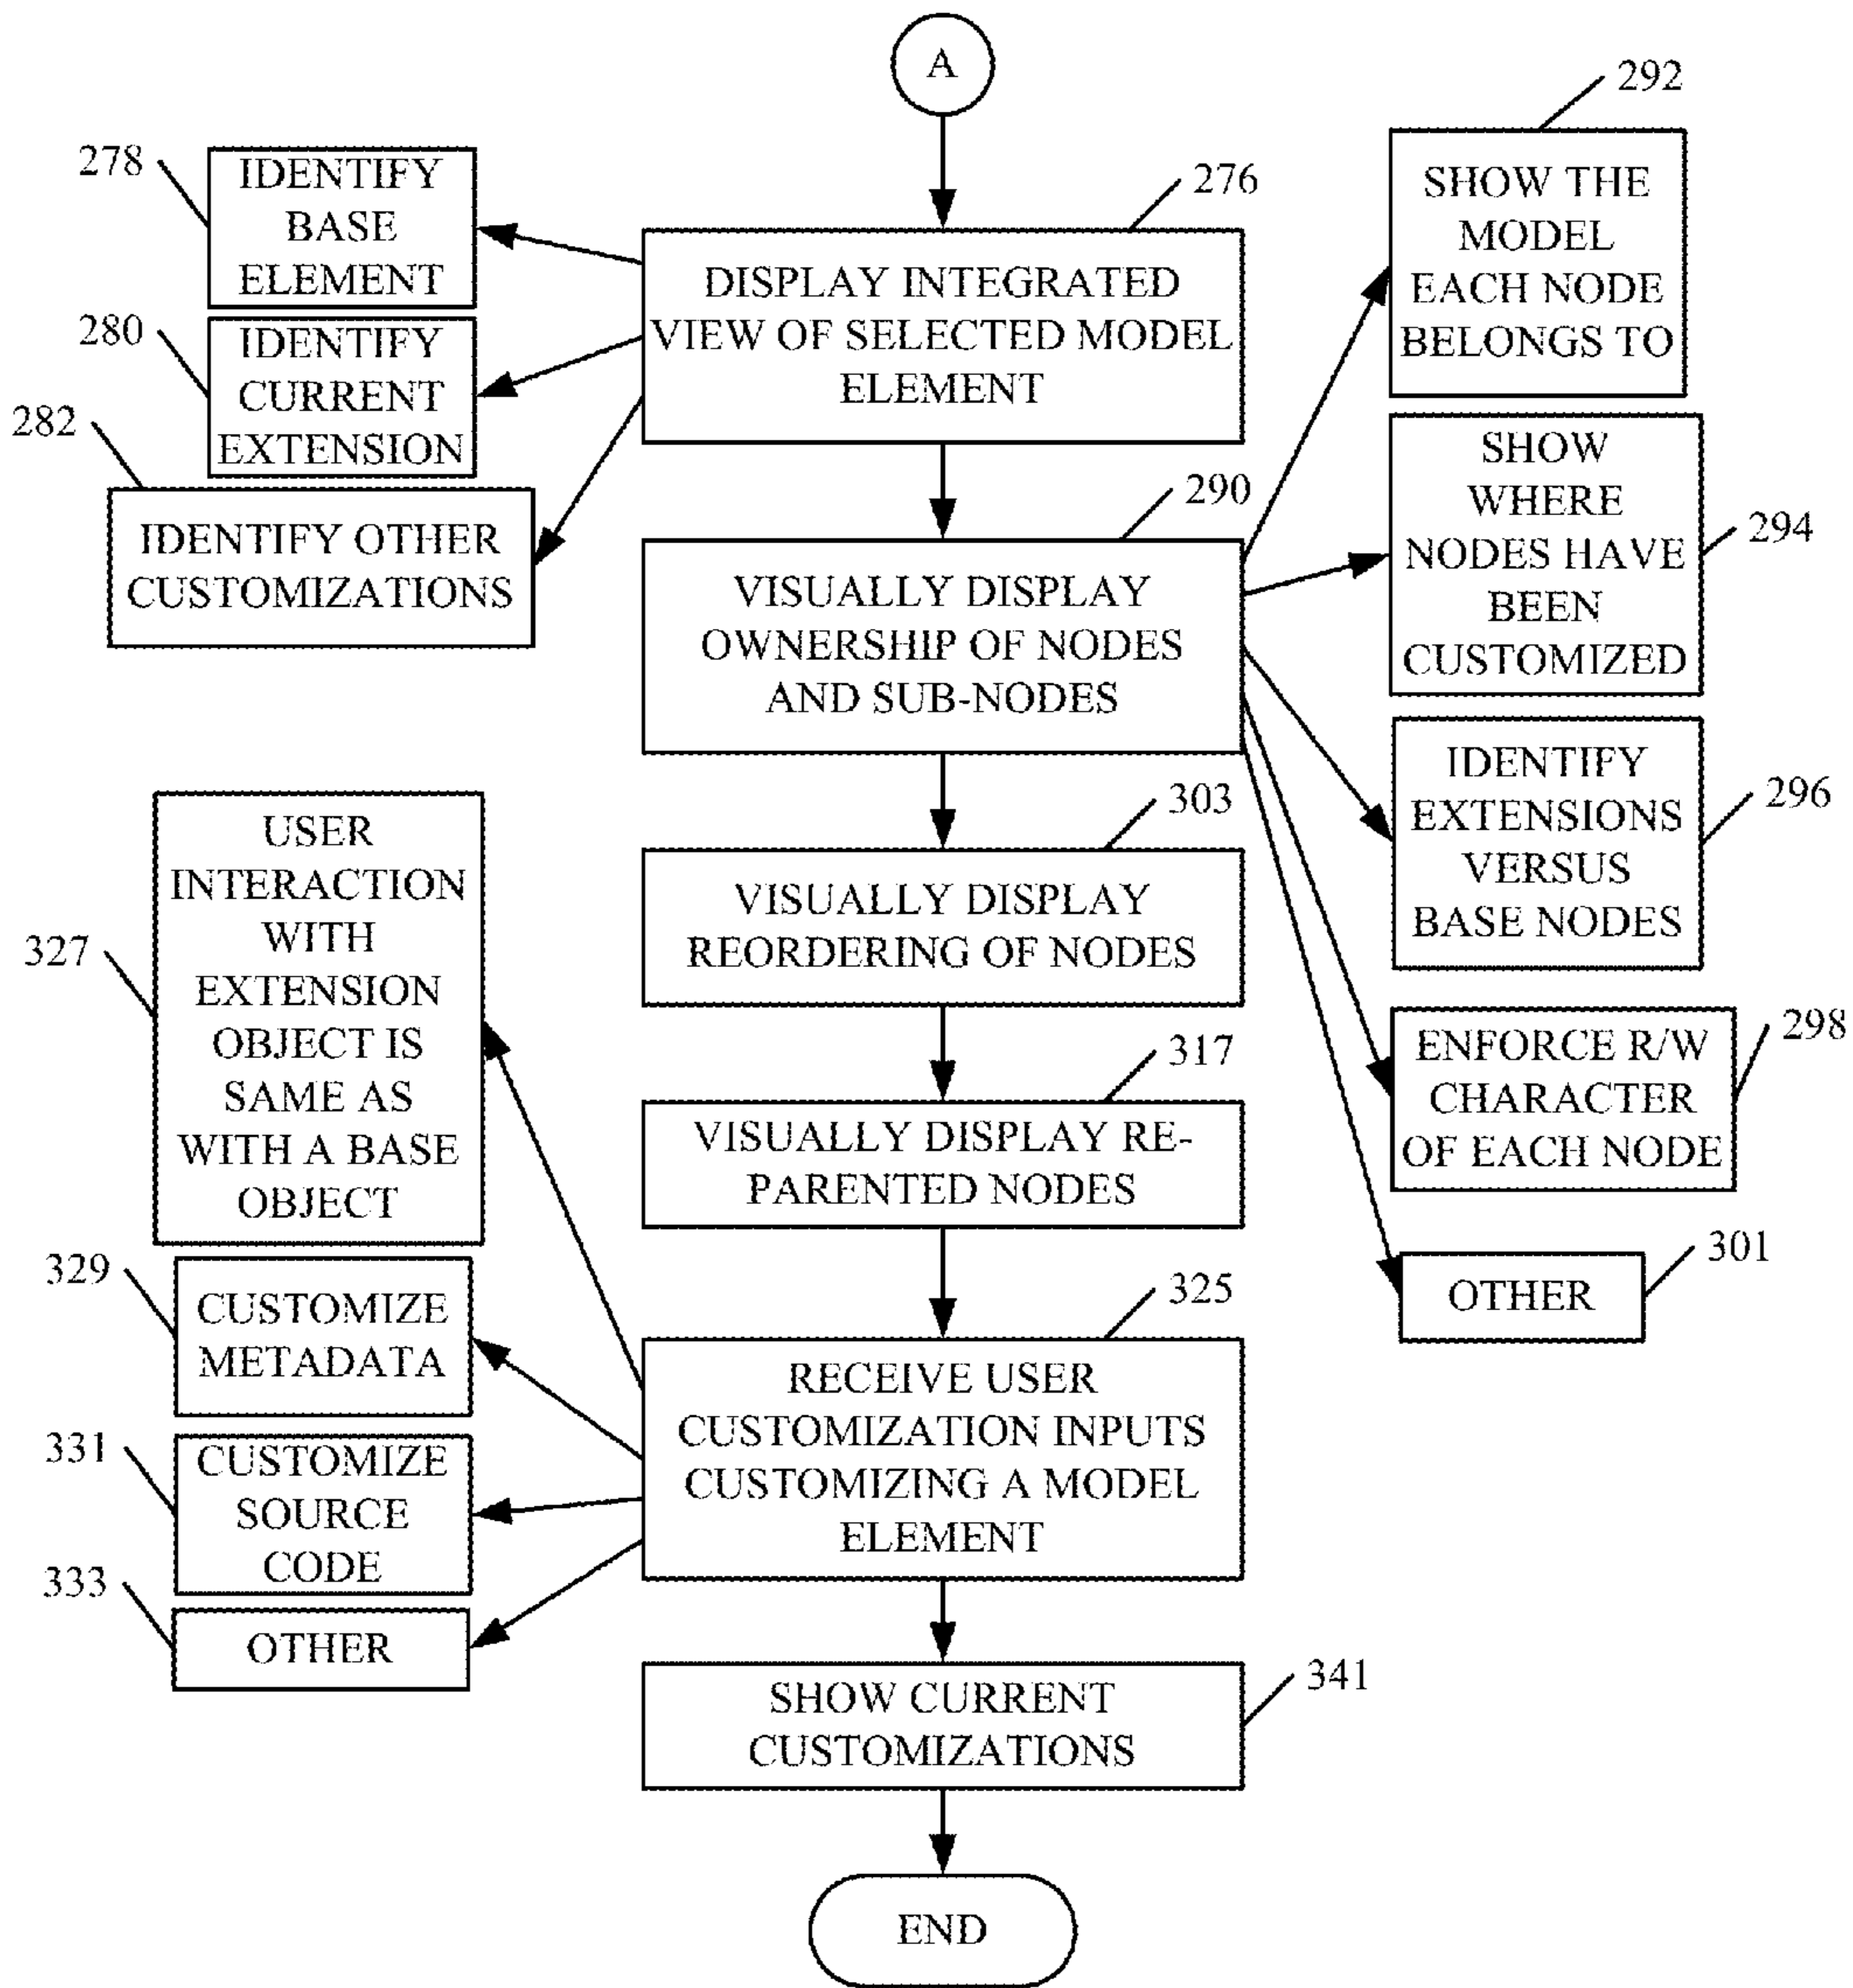 A
292
SHOW THE
MODEL
EACH NODE
BELONGS TO
278
IDENTIFY
BASE
ELEMENT
276
DISPLAY INTEGRATED
VIEW OF SELECTED MODEL
ELEMENT
280
IDENTIFY
CURRENT
EXTENSION
282
IDENTIFY OTHER
CUSTOMIZATIONS
290
VISUALLY DISPLAY
OWNERSHIP OF NODES
AND SUB-NODES
SHOW
WHERE
NODES HAVE
BEEN
CUSTOMIZED
294
IDENTIFY
EXTENSIONS
VERSUS
BASE NODES
296
303
VISUALLY DISPLAY
REORDERING OF NODES
327
USER
INTERACTION
WITH
EXTENSION
OBJECT IS
SAME AS
WITH A BASE
OBJECT
ENFORCE R/W
CHARACTER
OF EACH NODE
298
317
VISUALLY DISPLAY RE-
PARENTED NODES
301
OTHER
329
CUSTOMIZE
METADATA
325
RECEIVE USER
CUSTOMIZATION INPUTS
CUSTOMIZING A MODEL
ELEMENT
331
CUSTOMIZE
SOURCE
CODE
333
OTHER
341
SHOW CURRENT
CUSTOMIZATIONS
END